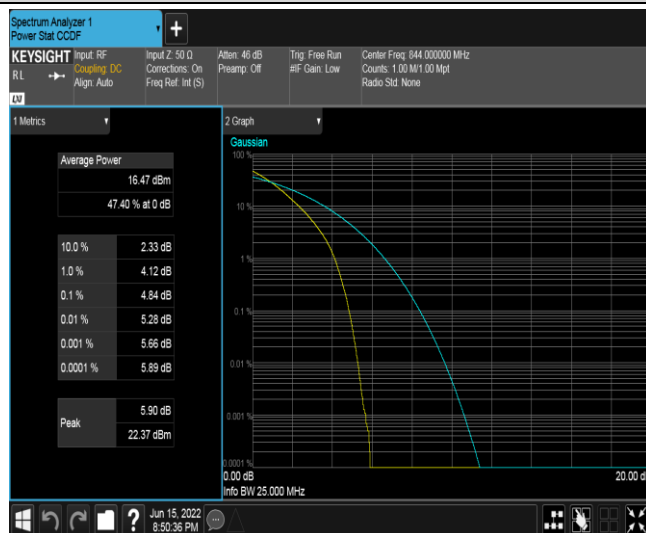 Spectrum Analyzer 1
Power Stat CCDF
+
KEYSIGHT
RL
LXI
Input: RF
Coupling: DC
Align: Auto
Input Z: 50 Ω
Corrections: On
Freq Ref: Int (S)
Atten: 46 dB
Preamp: Off
Trig: Free Run
#IF Gain: Low
Center Freq: 844.000000 MHz
Counts: 1.00 M/1.00 Mpt
Radio Std: None
1 Metrics
Average Power
16.47 dBm
47.40 % at 0 dB
10.0 % 2.33 dB
1.0 % 4.12 dB
0.1 % 4.84 dB
0.01 % 5.28 dB
0.001 % 5.66 dB
0.0001 % 5.89 dB
Peak
5.90 dB
22.37 dBm
2 Graph
Gaussian
100 %
10 %
1 %
0.1 %
0.01 %
0.001 %
0.0001 %
0.00 dB
20.00 d
Info BW 25.000 MHz
?
Jun 15, 2022
8:50:36 PM